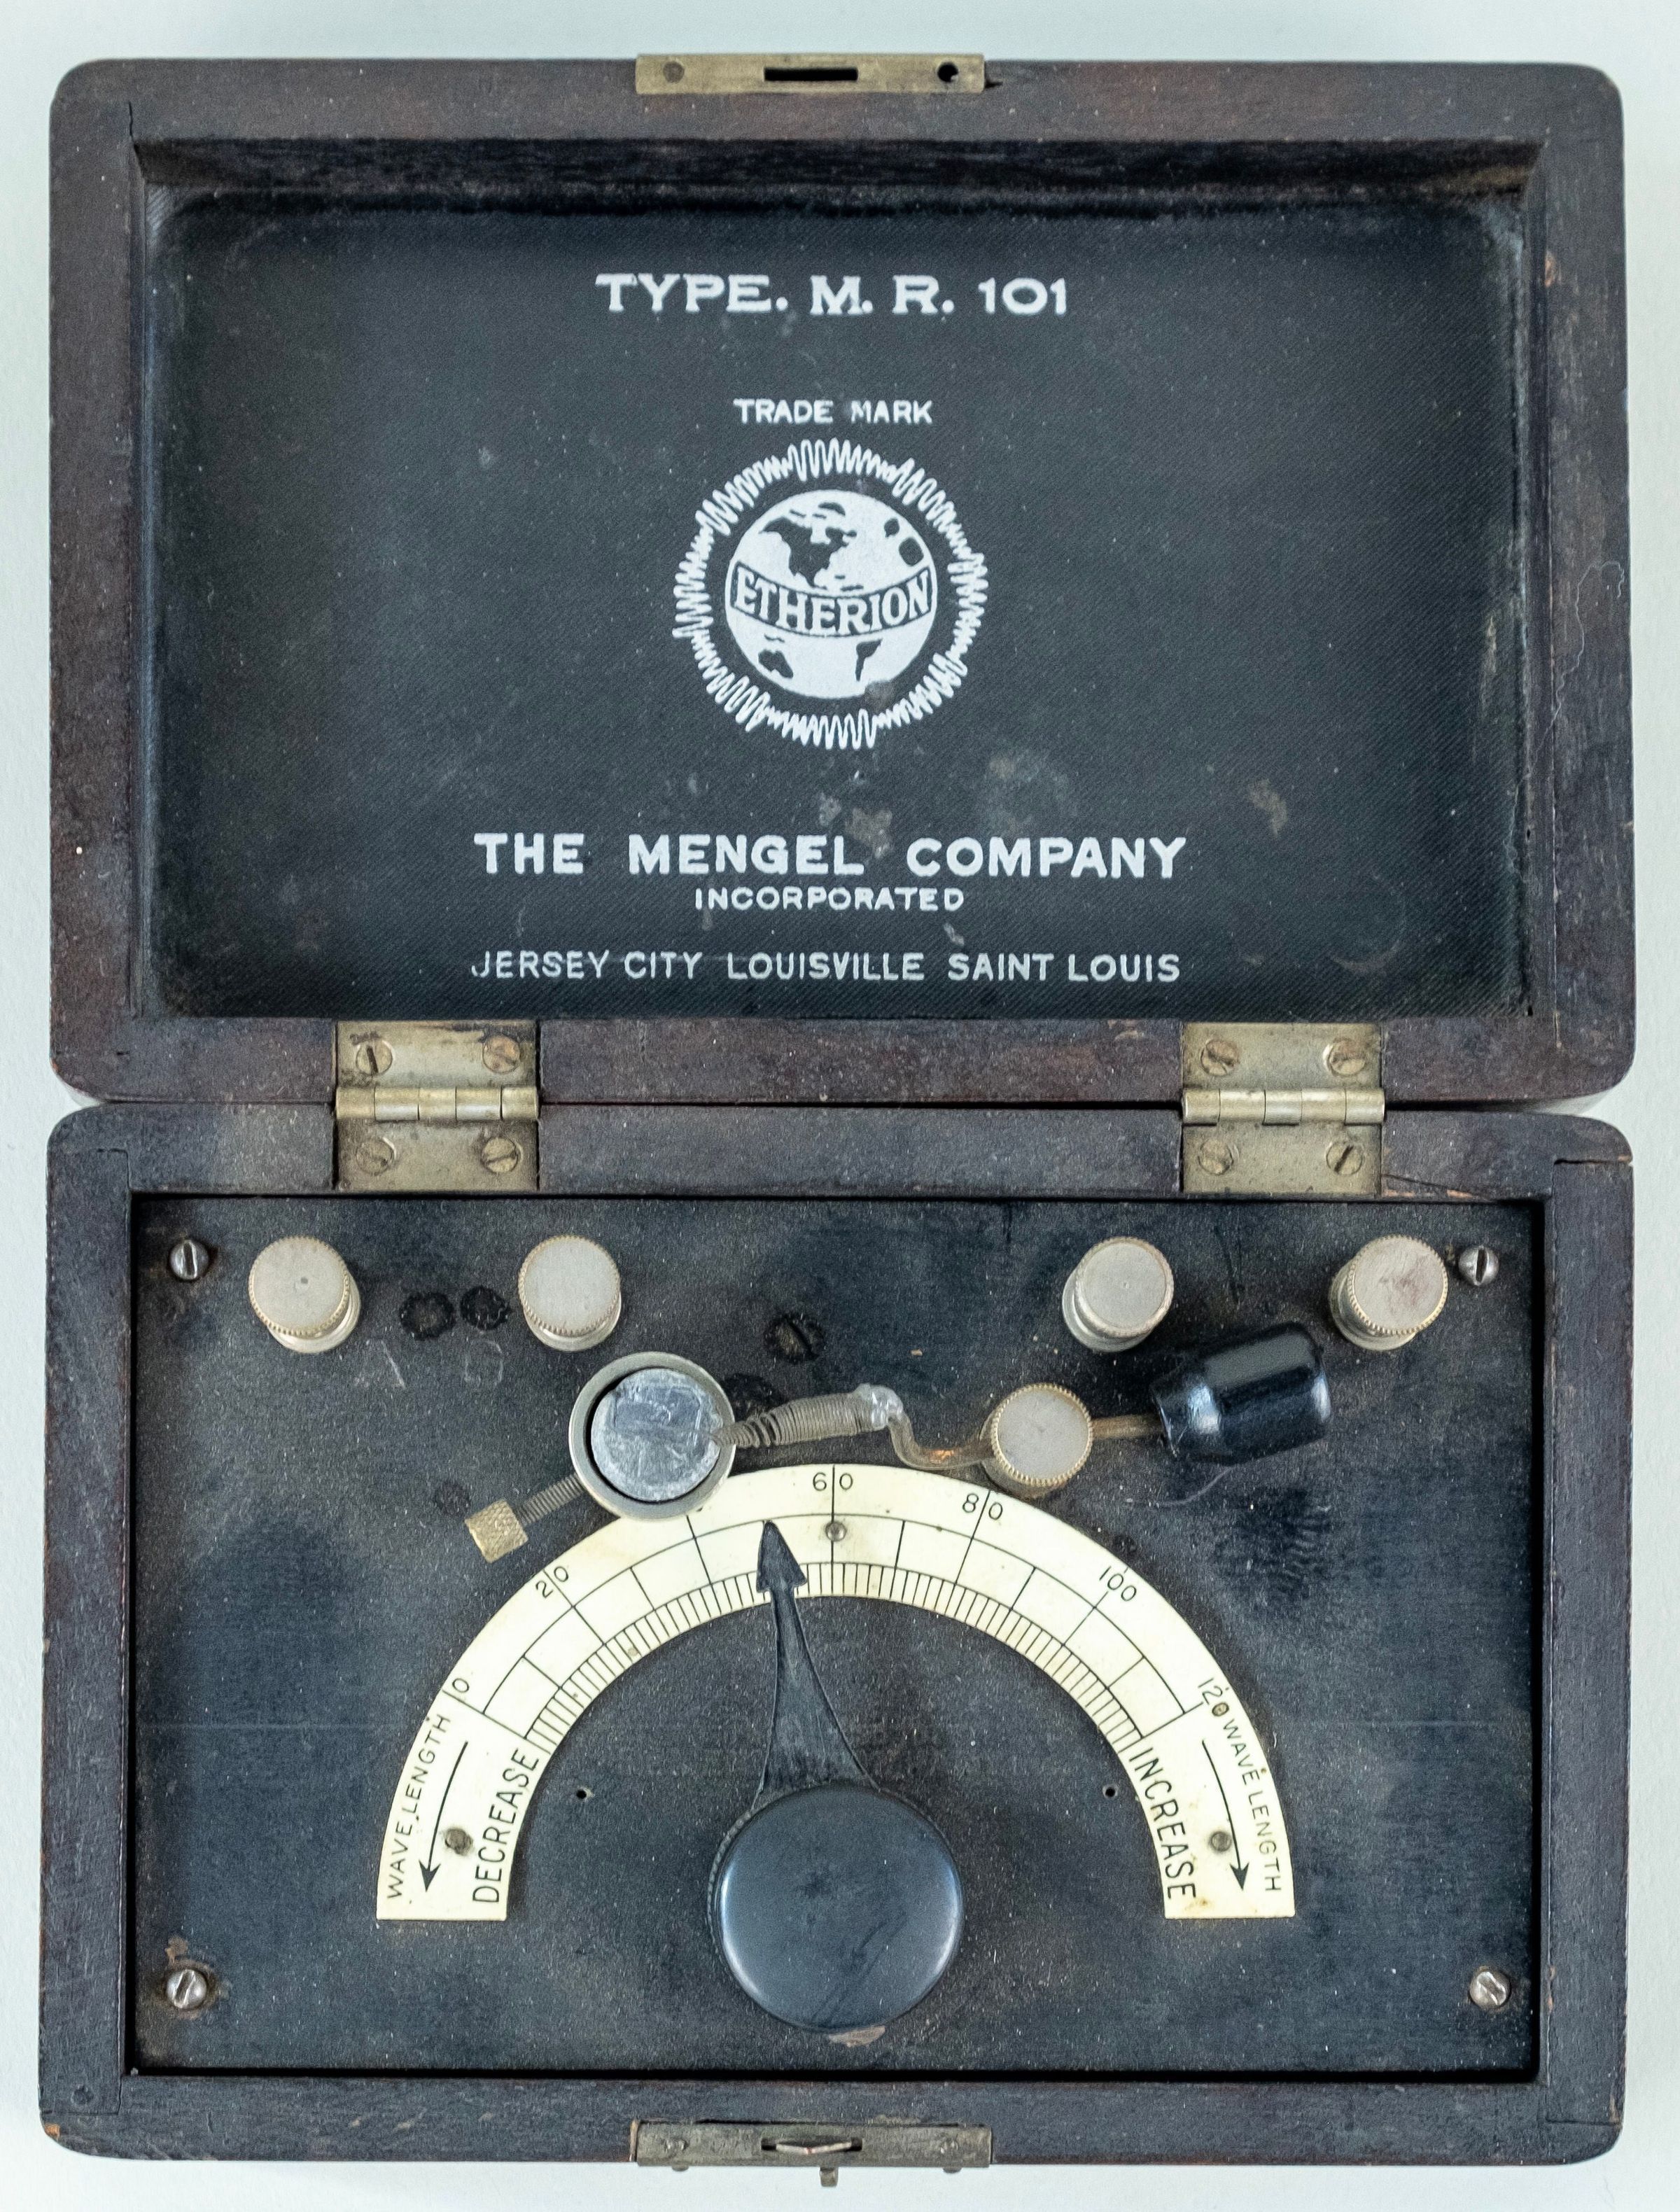 TYPE. M. R. 101
TRADE MARK
ETHERION
THE MENGEL COMPANY
INCORPORATED
JERSEY CITY LOUISVILLE SAINT LOUIS
0 20 60 80 100 120
WAVE LENGTH
DECREASE
INCREASE
WAVE LENGTH